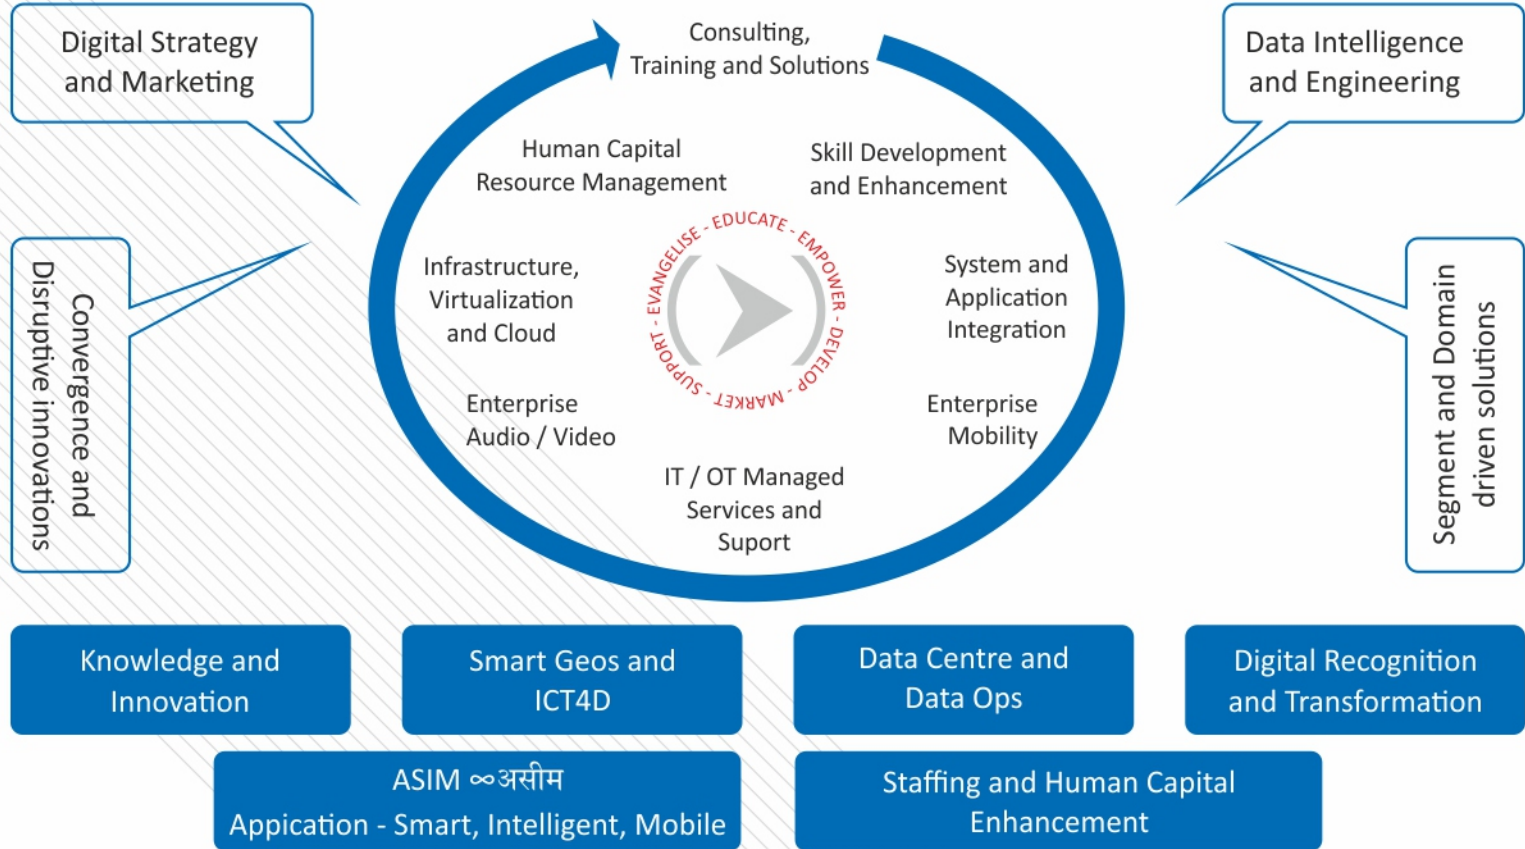 Digital Strategy
and Marketing
Consulting,
Training and Solutions
Data Intelligence
and Engineering
Human Capital
Resource Management
Skill Development
and Enhancement
Convergence and
Disruptive innovations
Infrastructure,
Virtualization
and Cloud
EVANGELISE - EDUCATE - EMPOWER - DEVELOP - MARKET - SUPPORT -
System and
Application
Integration
Segment and Domain
driven solutions
Enterprise
Audio / Video
Enterprise
Mobility
IT / OT Managed
Services and
Suport
Knowledge and
Innovation
Smart Geos and
ICT4D
Data Centre and
Data Ops
Digital Recognition
and Transformation
ASIM ∞असीम
Appication - Smart, Intelligent, Mobile
Staffing and Human Capital
Enhancement